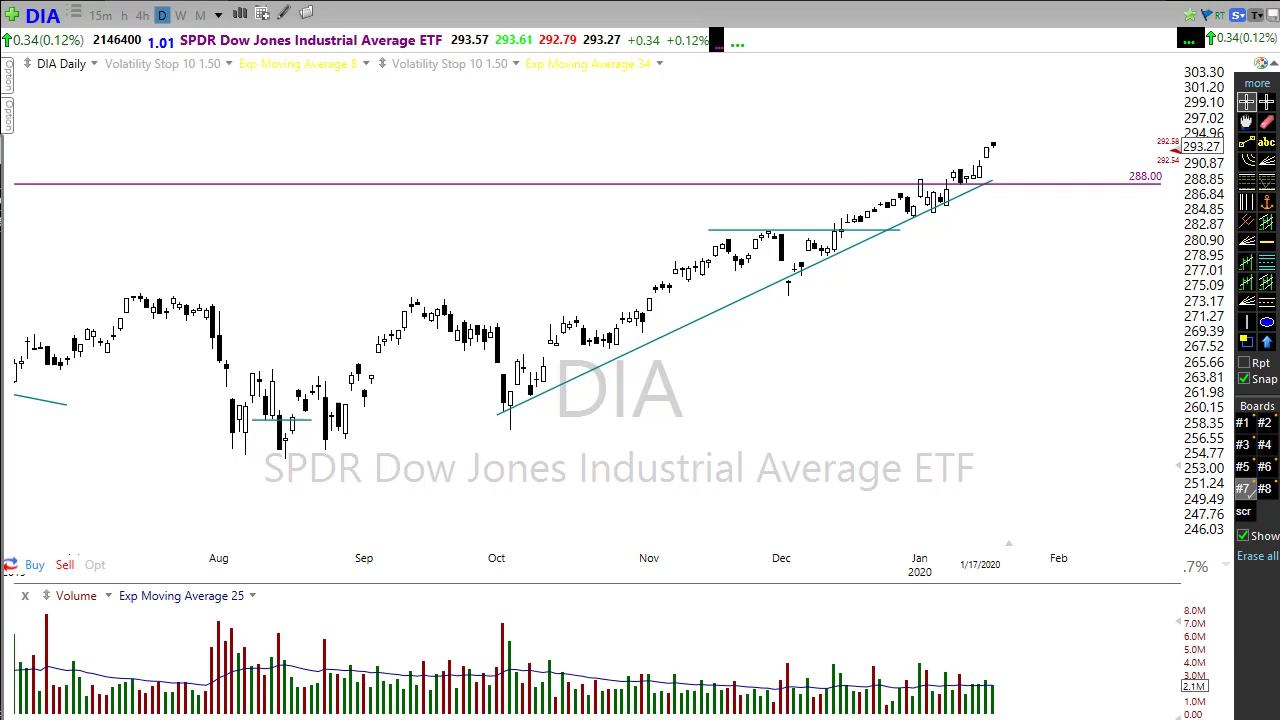 DIA 15m h 4h D W M RT S T
0.34(0.12%) 2146400 1.01 SPDR Dow Jones Industrial Average ETF 293.57 293.61 292.79 293.27 +0.34 +0.12% ... ... ... 0.34(0.12%)
DIA Daily Volatility Stop 10 1.50 Exp Moving Average 8 Volatility Stop 10 1.50 Exp Moving Average 34
Option
Option
303.30
301.20
299.10
297.02
294.96
292.58
293.27
292.54
290.87
288.00
288.85
286.84
284.85
282.87
280.90
278.95
277.01
275.09
273.17
271.27
269.39
267.52
265.66
263.81
261.98
260.15
258.35
256.55
254.77
253.00
251.24
249.49
247.76
246.03
more
abc
Rpt
Snap
Boards
#1 #2
#3 #4
#5 #6
#7 #8
scr
Show
Erase all
DIA
SPDR Dow Jones Industrial Average ETF
Aug Sep Oct Nov Dec Jan Feb
2020 1/17/2020
Buy Sell Opt
.7%
x Volume Exp Moving Average 25
8.0M
7.0M
6.0M
5.0M
4.0M
3.0M
2.1M
1.0M
0.00